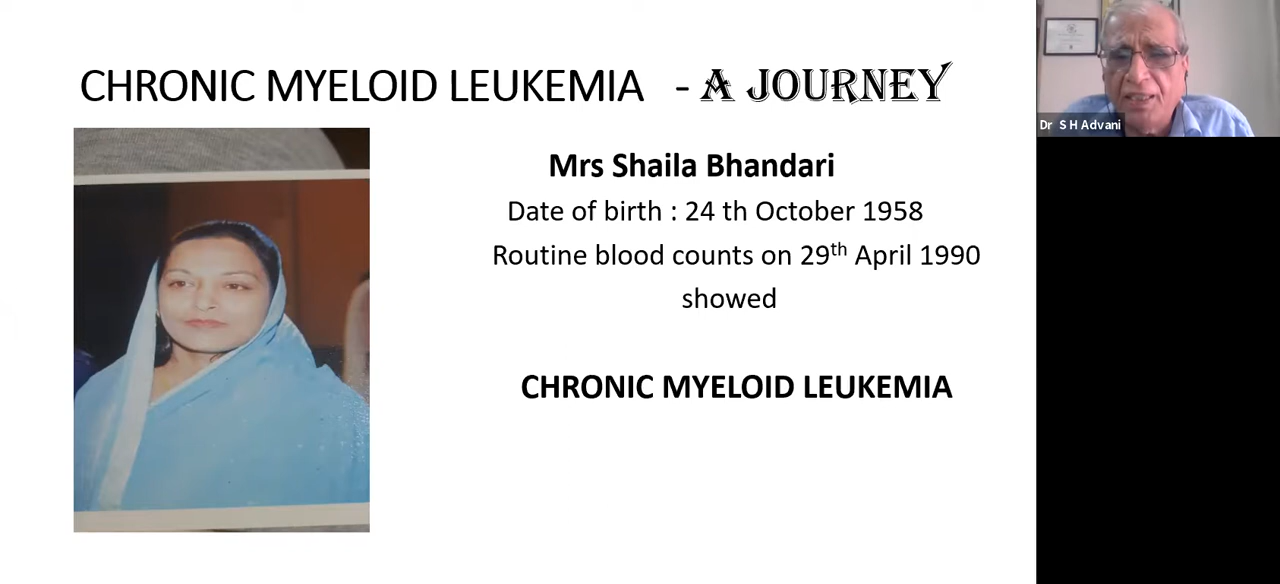 CHRONIC MYELOID LEUKEMIA - A JOURNEY
Mrs Shaila Bhandari
Date of birth : 24 th October 1958
Routine blood counts on 29th April 1990
showed
CHRONIC MYELOID LEUKEMIA
Dr S H Advani